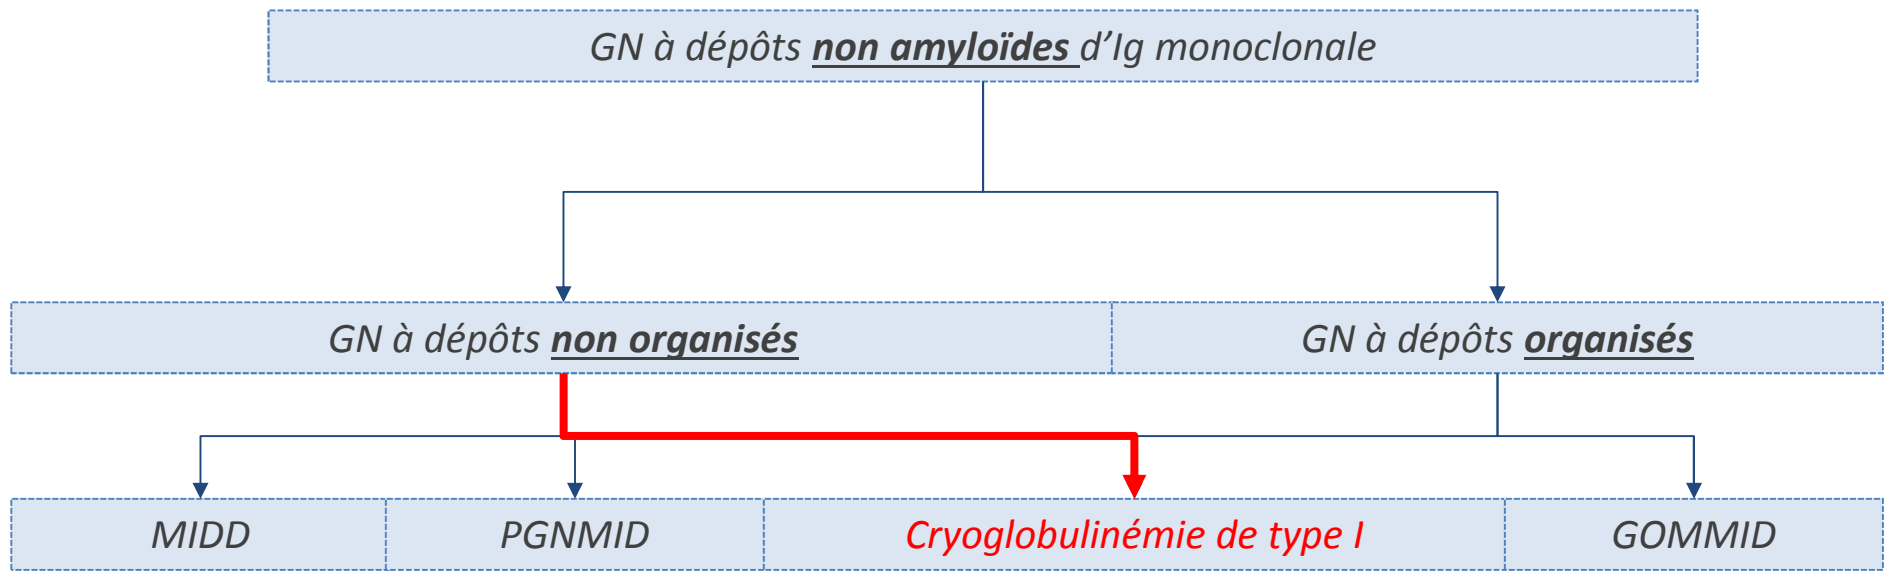 GN à dépôts non amyloïdes d’Ig monoclonale
GN à dépôts non organisés
GN à dépôts organisés
MIDD
PGNMID
Cryoglobulinémie de type I
GOMMID